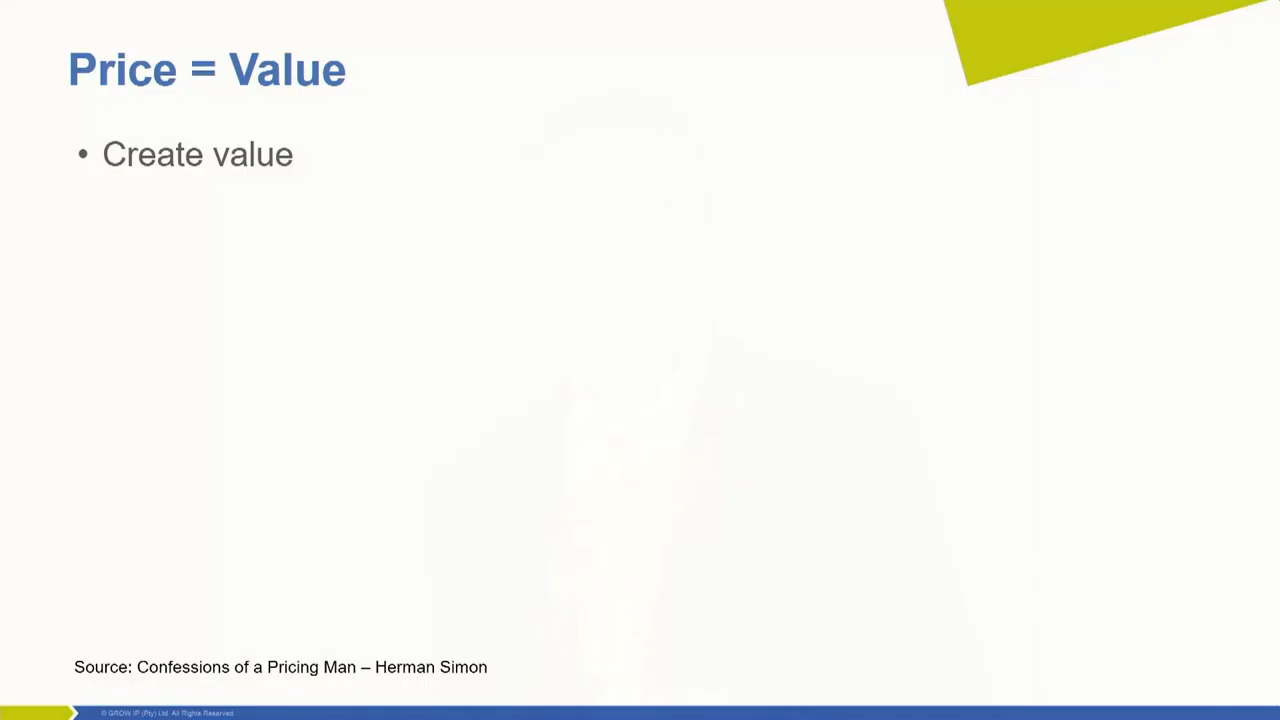 Price = Value
• Create value
Source: Confessions of a Pricing Man – Herman Simon
© GROW IP (Pty) Ltd. All Rights Reserved.